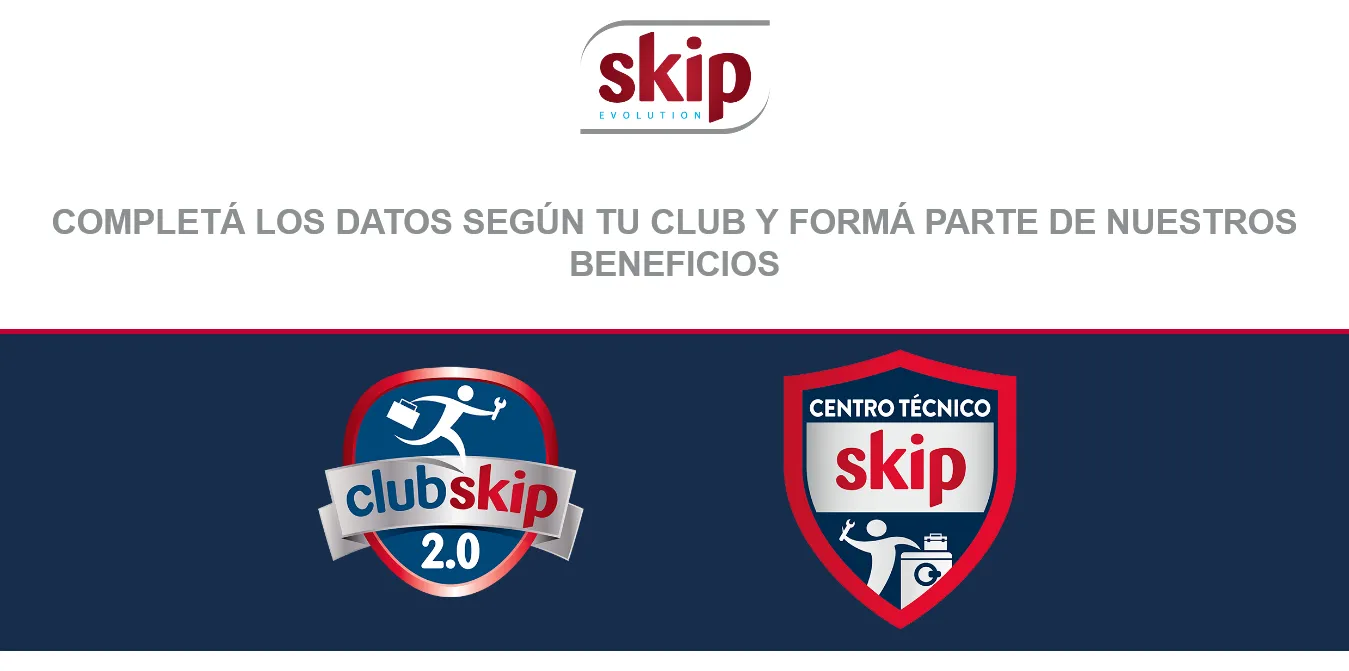 skip
EVOLUTION
COMPLETÁ LOS DATOS SEGÚN TU CLUB Y FORMÁ PARTE DE NUESTROS
BENEFICIOS
clubskip
2.0
CENTRO TÉCNICO
skip